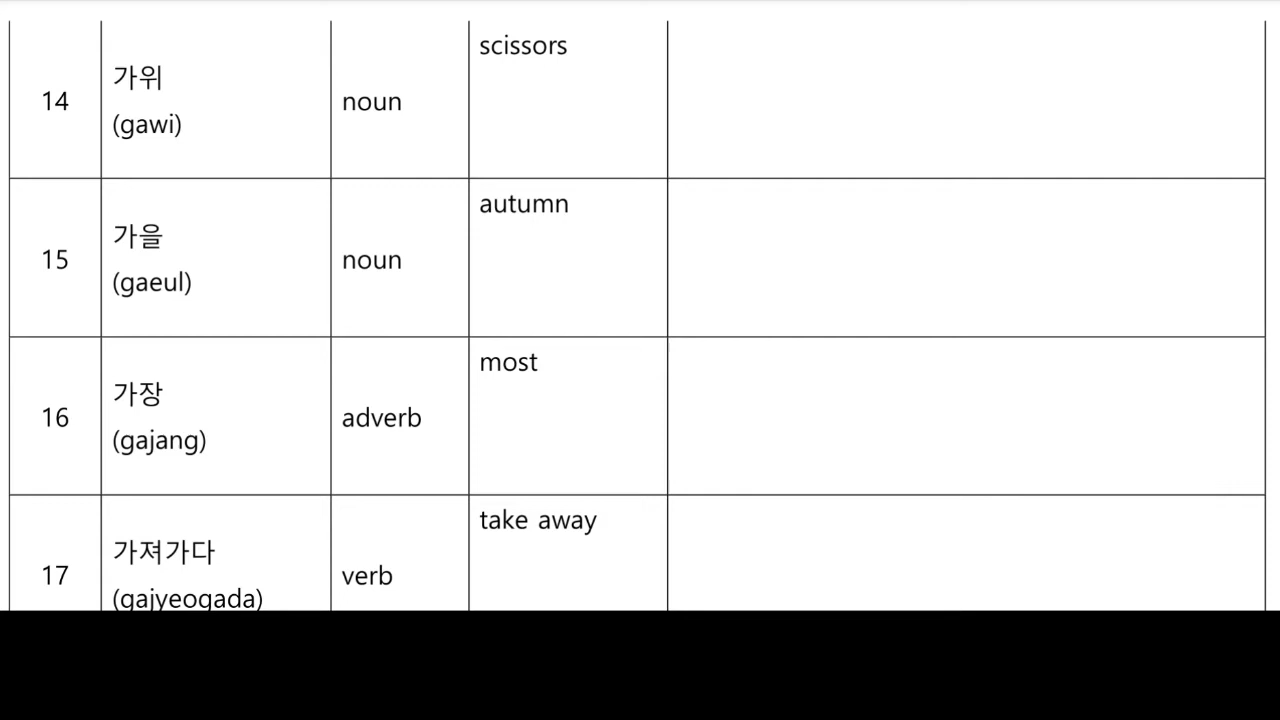 14
가위
(gawi)
noun
scissors
15
가을
(gaeul)
noun
autumn
16
가장
(gajang)
adverb
most
17
가져가다
(gajyeogada)
verb
take away